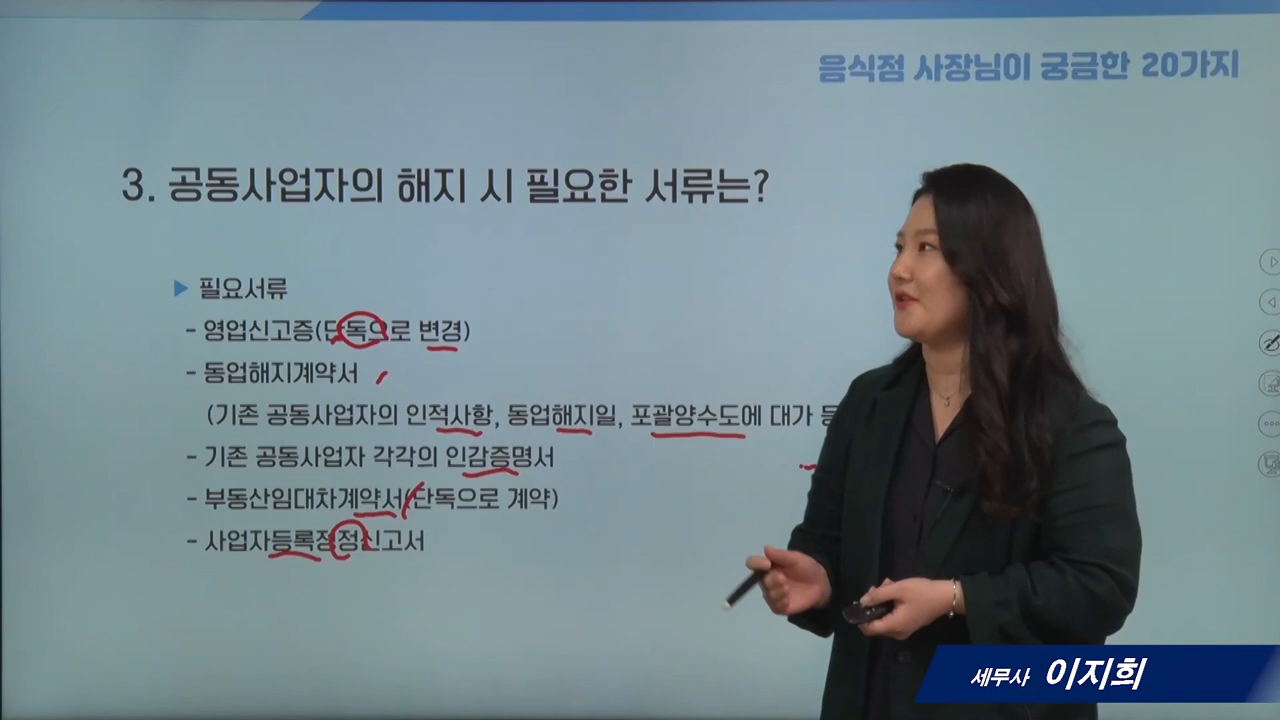 음식점 사장님이 궁금한 20가지
3. 공동사업자의 해지 시 필요한 서류는?
▶ 필요서류
- 영업신고증(단독으로 변경)
- 동업해지계약서
(기존 공동사업자의 인적사항, 동업해지일, 포괄양수도에 대가 등
- 기존 공동사업자 각각의 인감증명서
- 부동산임대차계약서(단독으로 계약)
- 사업자등록정정신고서
세무사 이지희